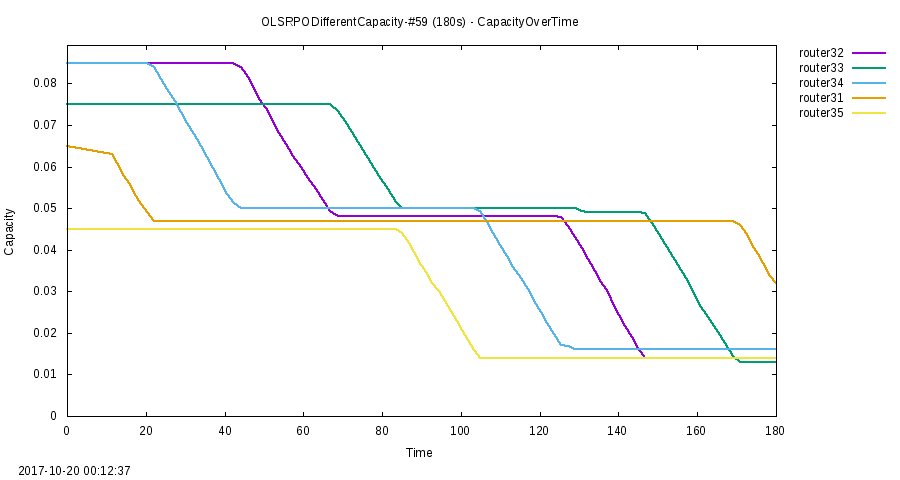 OLSRPODifferentCapacity-#59 (180s) - CapacityOverTime
router32
router33
router34
router31
router35
0.08
0.07
0.06
0.05
0.04
0.03
0.02
0.01
0
Capacity
0 20 40 60 80 100 120 140 160 180
Time
2017-10-20 00:12:37